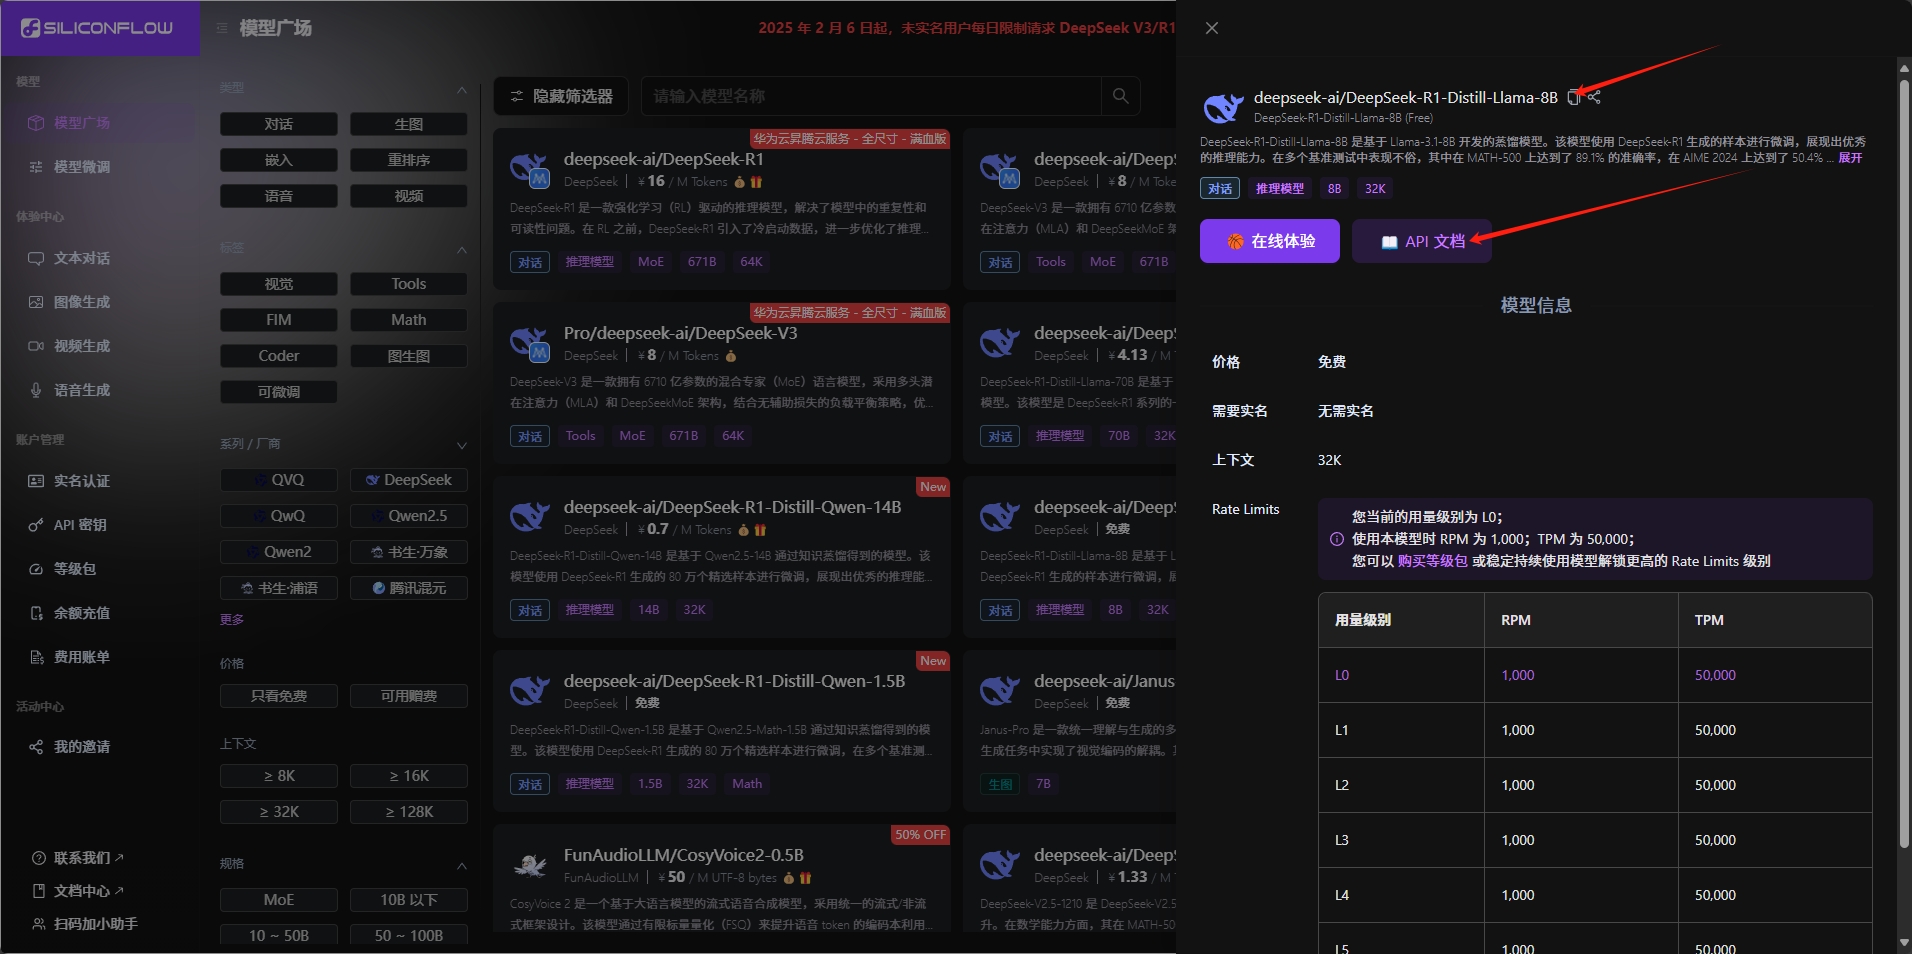 SILICONFLOW
模型
模型广场
模型微调
体验中心
文本对话
图像生成
视频生成
语音生成
账户管理
实名认证
API 密钥
等级包
余额充值
费用账单
活动中心
我的邀请
联系我们
文档中心
扫码加小助手
模型广场
2025 年 2 月 6 日起，未实名用户每日限制请求 DeepSeek V3/R1
类型
对话 生图
嵌入 重排序
语音 视频
标签
视觉 Tools
FIM Math
Coder 图生图
可微调
系列 / 厂商
QVQ DeepSeek
QwQ Qwen2.5
Qwen2 书生·万象
书生·浦语 腾讯混元
更多
价格
只看免费 可用赠费
上下文
≥ 8K ≥ 16K
≥ 32K ≥ 128K
规格
MoE 10B 以下
10 ~ 50B 50 ~ 100B
隐藏筛选器
请输入模型名称
华为云昇腾云服务 - 全尺寸 - 满血版
deepseek-ai/DeepSeek-R1
DeepSeek | ¥ 16 / M Tokens
DeepSeek-R1 是一款强化学习（RL）驱动的推理模型，解决了模型中的重复性和
可读性问题。在 RL 之前，DeepSeek-R1 引入了冷启动数据，进一步优化了推理...
对话 推理模型 MoE 671B 64K
deepseek-ai/DeepS
DeepSeek | ¥ 8 / M Toke
DeepSeek-V3 是一款拥有 6710 亿参数
在注意力（MLA）和 DeepSeekMoE 架
对话 Tools MoE 671B
华为云昇腾云服务 - 全尺寸 - 满血版
Pro/deepseek-ai/DeepSeek-V3
DeepSeek | ¥ 8 / M Tokens
DeepSeek-V3 是一款拥有 6710 亿参数的混合专家（MoE）语言模型，采用多头潜
在注意力（MLA）和 DeepSeekMoE 架构，结合无辅助损失的负载平衡策略，优...
对话 Tools MoE 671B 64K
deepseek-ai/DeepS
DeepSeek | ¥ 4.13 / M T
DeepSeek-R1-Distill-Llama-70B 是基于
模型。该模型是 DeepSeek-R1 系列的一
对话 推理模型 70B 32K
New
deepseek-ai/DeepSeek-R1-Distill-Qwen-14B
DeepSeek | ¥ 0.7 / M Tokens
DeepSeek-R1-Distill-Qwen-14B 是基于 Qwen2.5-14B 通过知识蒸馏得到的模型。该
模型使用 DeepSeek-R1 生成的 80 万个精选样本进行微调，展现出优秀的推理能...
对话 推理模型 14B 32K
deepseek-ai/DeepS
DeepSeek | 免费
DeepSeek-R1-Distill-Llama-8B 是基于 L
DeepSeek-R1 生成的样本进行微调，展
对话 推理模型 8B 32K
New
deepseek-ai/DeepSeek-R1-Distill-Qwen-1.5B
DeepSeek | 免费
DeepSeek-R1-Distill-Qwen-1.5B 是基于 Qwen2.5-Math-1.5B 通过知识蒸馏得到的模
型。该模型使用 DeepSeek-R1 生成的 80 万个精选样本进行微调，在多个基准测...
对话 推理模型 1.5B 32K Math
deepseek-ai/Janus
DeepSeek | 免费
Janus-Pro 是一款统一理解与生成的多
生成任务中实现了视觉编码的解耦。其
生图 7B
50% OFF
FunAudioLLM/CosyVoice2-0.5B
FunAudioLLM | ¥ 50 / M UTF-8 bytes
CosyVoice 2 是一个基于大语言模型的流式语音合成模型，采用统一的流式/非流
式框架设计。该模型通过有限标量量化（FSQ）来提升语音 token 的编码本利用...
deepseek-ai/DeepS
DeepSeek | ¥ 1.33 / M T
DeepSeek-V2.5-1210 是 DeepSeek-V2.5
升。在数学能力方面，其在 MATH-50
deepseek-ai/DeepSeek-R1-Distill-Llama-8B
DeepSeek-R1-Distill-Llama-8B (Free)
DeepSeek-R1-Distill-Llama-8B 是基于 Llama-3.1-8B 开发的蒸馏模型。该模型使用 DeepSeek-R1 生成的样本进行微调，展现出优秀
的推理能力。在多个基准测试中表现不俗，其中在 MATH-500 上达到了 89.1% 的准确率，在 AIME 2024 上达到了 50.4% ... 展开
对话 推理模型 8B 32K
在线体验 API 文档
模型信息
价格 免费
需要实名 无需实名
上下文 32K
Rate Limits
您当前的用量级别为 L0；
使用本模型时 RPM 为 1,000；TPM 为 50,000；
您可以 购买等级包 或稳定持续使用模型解锁更高的 Rate Limits 级别
用量级别 RPM TPM
L0 1,000 50,000
L1 1,000 50,000
L2 1,000 50,000
L3 1,000 50,000
L4 1,000 50,000
L5 1,000 50,000